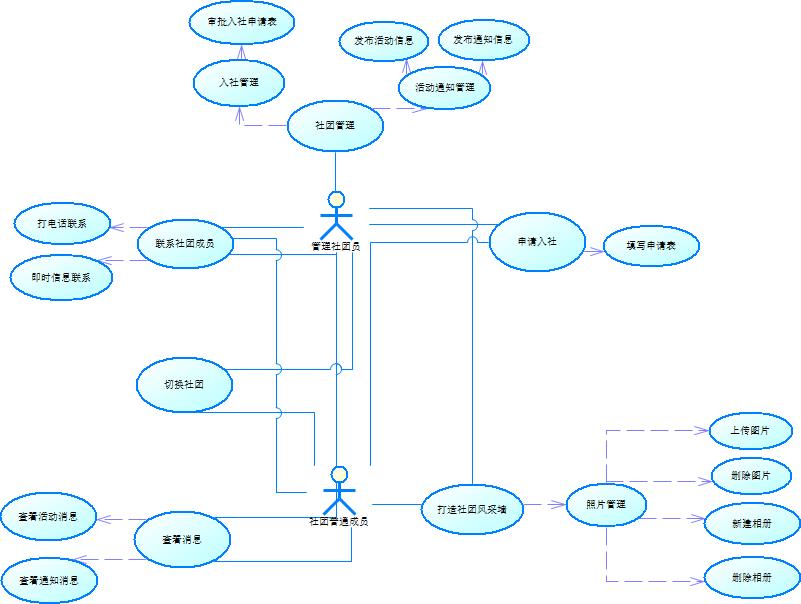 审批入社申请表
发布活动信息
发布通知信息
入社管理
活动通知管理
社团管理
打电话联系
联系社团成员
管理社团员
申请入社
填写申请表
即时信息联系
切换社团
上传图片
删除图片
查看活动消息
社团普通成员
打造社团风采墙
照片管理
新建相册
查看消息
查看通知消息
删除相册